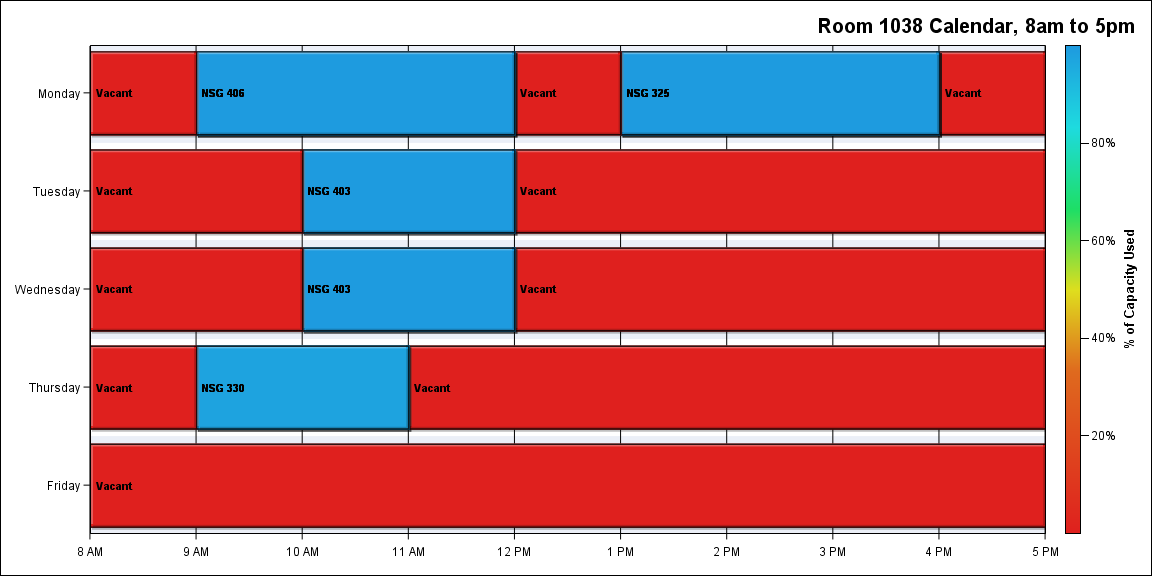 Room 1038 Calendar, 8am to 5pm
Monday
Vacant
NSG 406
Vacant
NSG 325
Vacant
Tuesday
Vacant
NSG 403
Vacant
Wednesday
Vacant
NSG 403
Vacant
Thursday
Vacant
NSG 330
Vacant
Friday
Vacant
8 AM
9 AM
10 AM
11 AM
12 PM
1 PM
2 PM
3 PM
4 PM
5 PM
80%
60%
40%
20%
% of Capacity Used